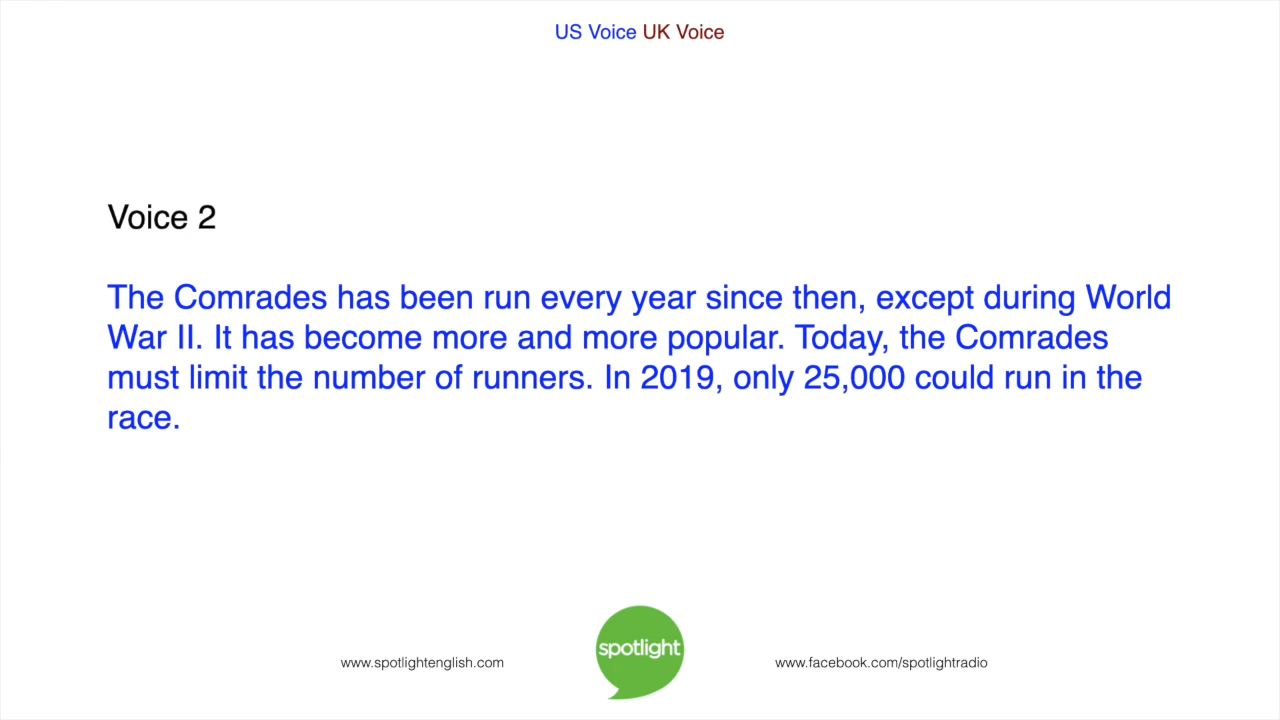 US Voice UK Voice
Voice 2
The Comrades has been run every year since then, except during World
War II. It has become more and more popular. Today, the Comrades
must limit the number of runners. In 2019, only 25,000 could run in the
race.
spotlight
www.spotlightenglish.com
www.facebook.com/spotlightradio